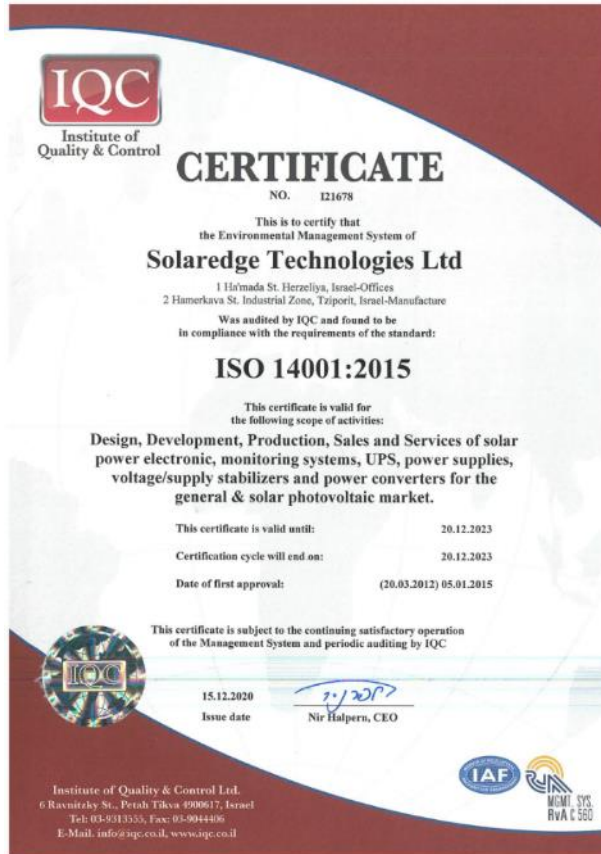 IQC
Institute of
Quality & Control
CERTIFICATE
NO. I21678
This is to certify that
the Environmental Management System of
Solaredge Technologies Ltd
1 Ha'mada St. Herzeliya, Israel-Offices
2 Hamerkava St. Industrial Zone, Tziporit, Israel-Manufacture
Was audited by IQC and found to be
in compliance with the requirements of the standard:
ISO 14001:2015
This certificate is valid for
the following scope of activities:
Design, Development, Production, Sales and Services of solar
power electronic, monitoring systems, UPS, power supplies,
voltage/supply stabilizers and power converters for the
general & solar photovoltaic market.
This certificate is valid until: 20.12.2023
Certification cycle will end on: 20.12.2023
Date of first approval: (20.03.2012) 05.01.2015
This certificate is subject to the continuing satisfactory operation
of the Management System and periodic auditing by IQC
IQC
15.12.2020
Issue date Nir Halpern, CEO
IAF
MGMT. SYS.
RvA C 560
Institute of Quality & Control Ltd.
6 Ravnitzky St., Petah Tikva 4900617, Israel
Tel: 03-9313555, Fax: 03-9044406
E-Mail. info@iqc.co.il, www.iqc.co.il